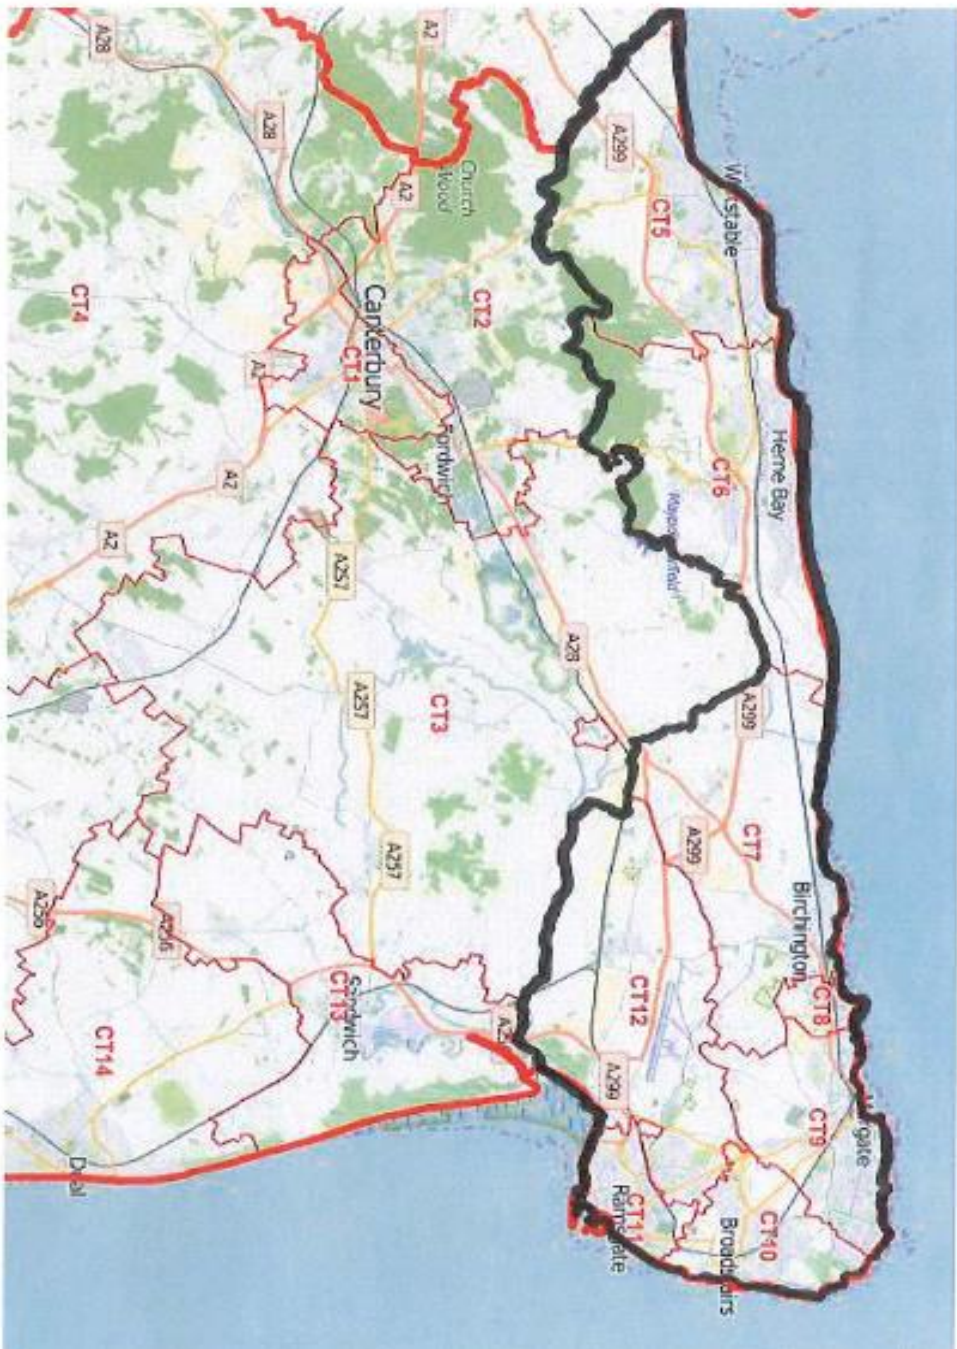 CT8
CT9
Birchington
Herne Bay
CT10
CT7
A299
Whitstable
Broadstairs
CT6
A299
CT5
CT12
CT11
Ramsgate
A299
A299
A28
CT2
Church
Wood
Fordwich
CT3
A2
A2
A257
Canterbury
A257
CT1
Sandwich
A257
CT13
A28
A2
A2
A256
A2
A28
CT14
CT4
Deal
A256